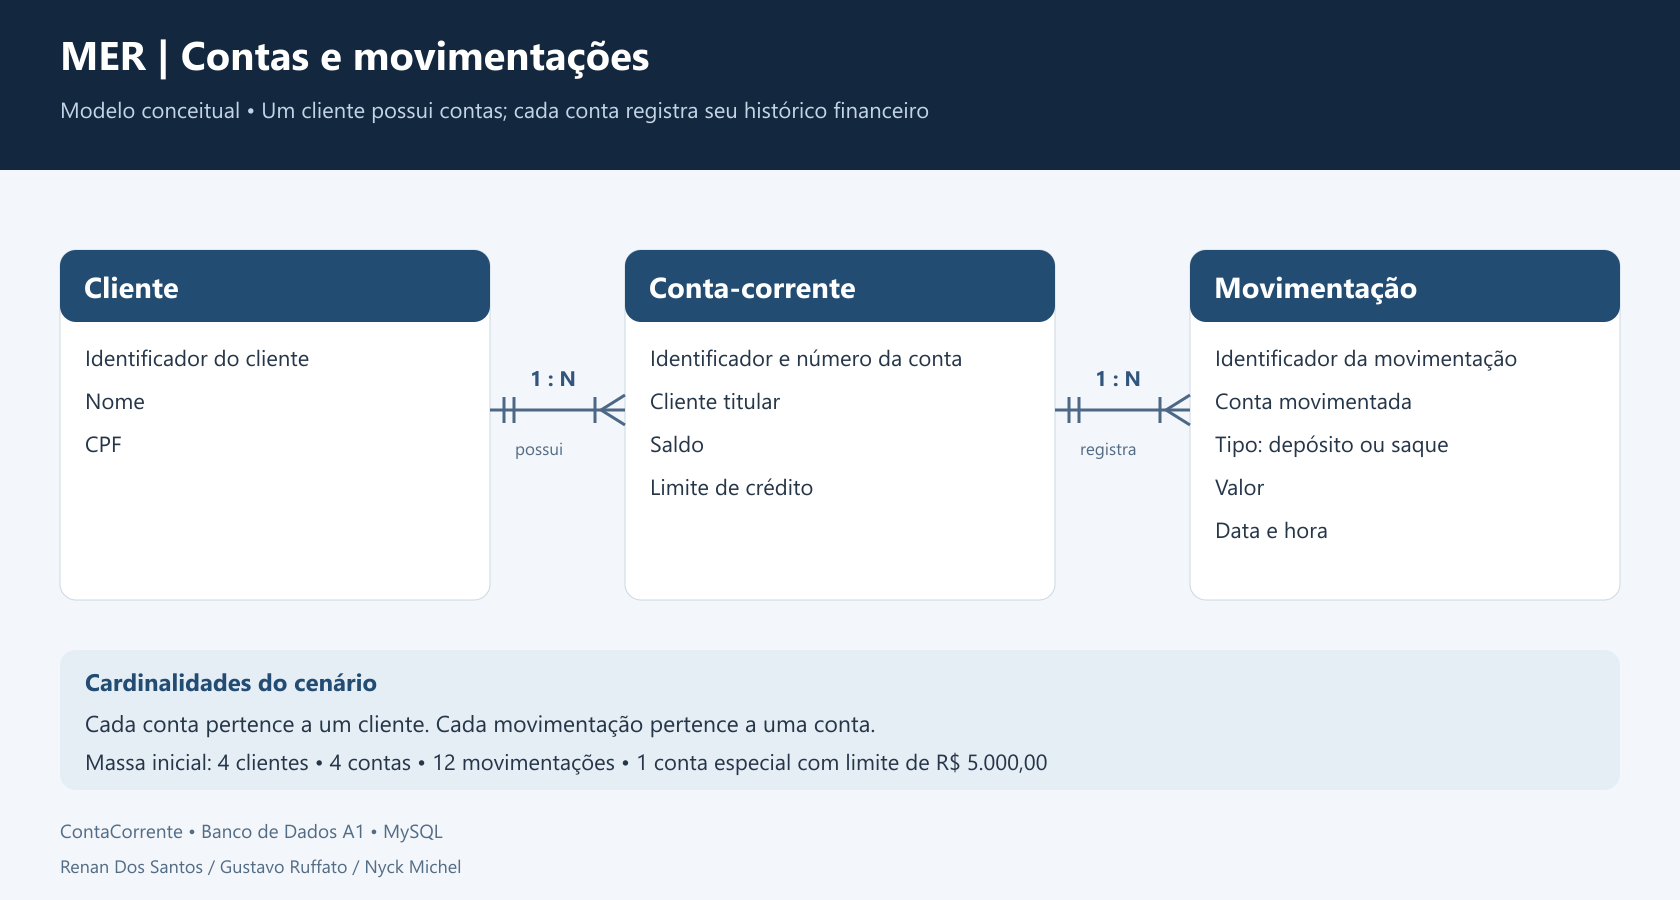 MER | Contas e movimentações
Modelo conceitual • Um cliente possui contas; cada conta registra seu histórico financeiro
Cliente
Identificador do cliente
Nome
CPF
1 : N
possui
Conta-corrente
Identificador e número da conta
Cliente titular
Saldo
Limite de crédito
1 : N
registra
Movimentação
Identificador da movimentação
Conta movimentada
Tipo: depósito ou saque
Valor
Data e hora
Cardinalidades do cenário
Cada conta pertence a um cliente. Cada movimentação pertence a uma conta.
Massa inicial: 4 clientes • 4 contas • 12 movimentações • 1 conta especial com limite de R$ 5.000,00
ContaCorrente • Banco de Dados A1 • MySQL
Renan Dos Santos / Gustavo Ruffato / Nyck Michel